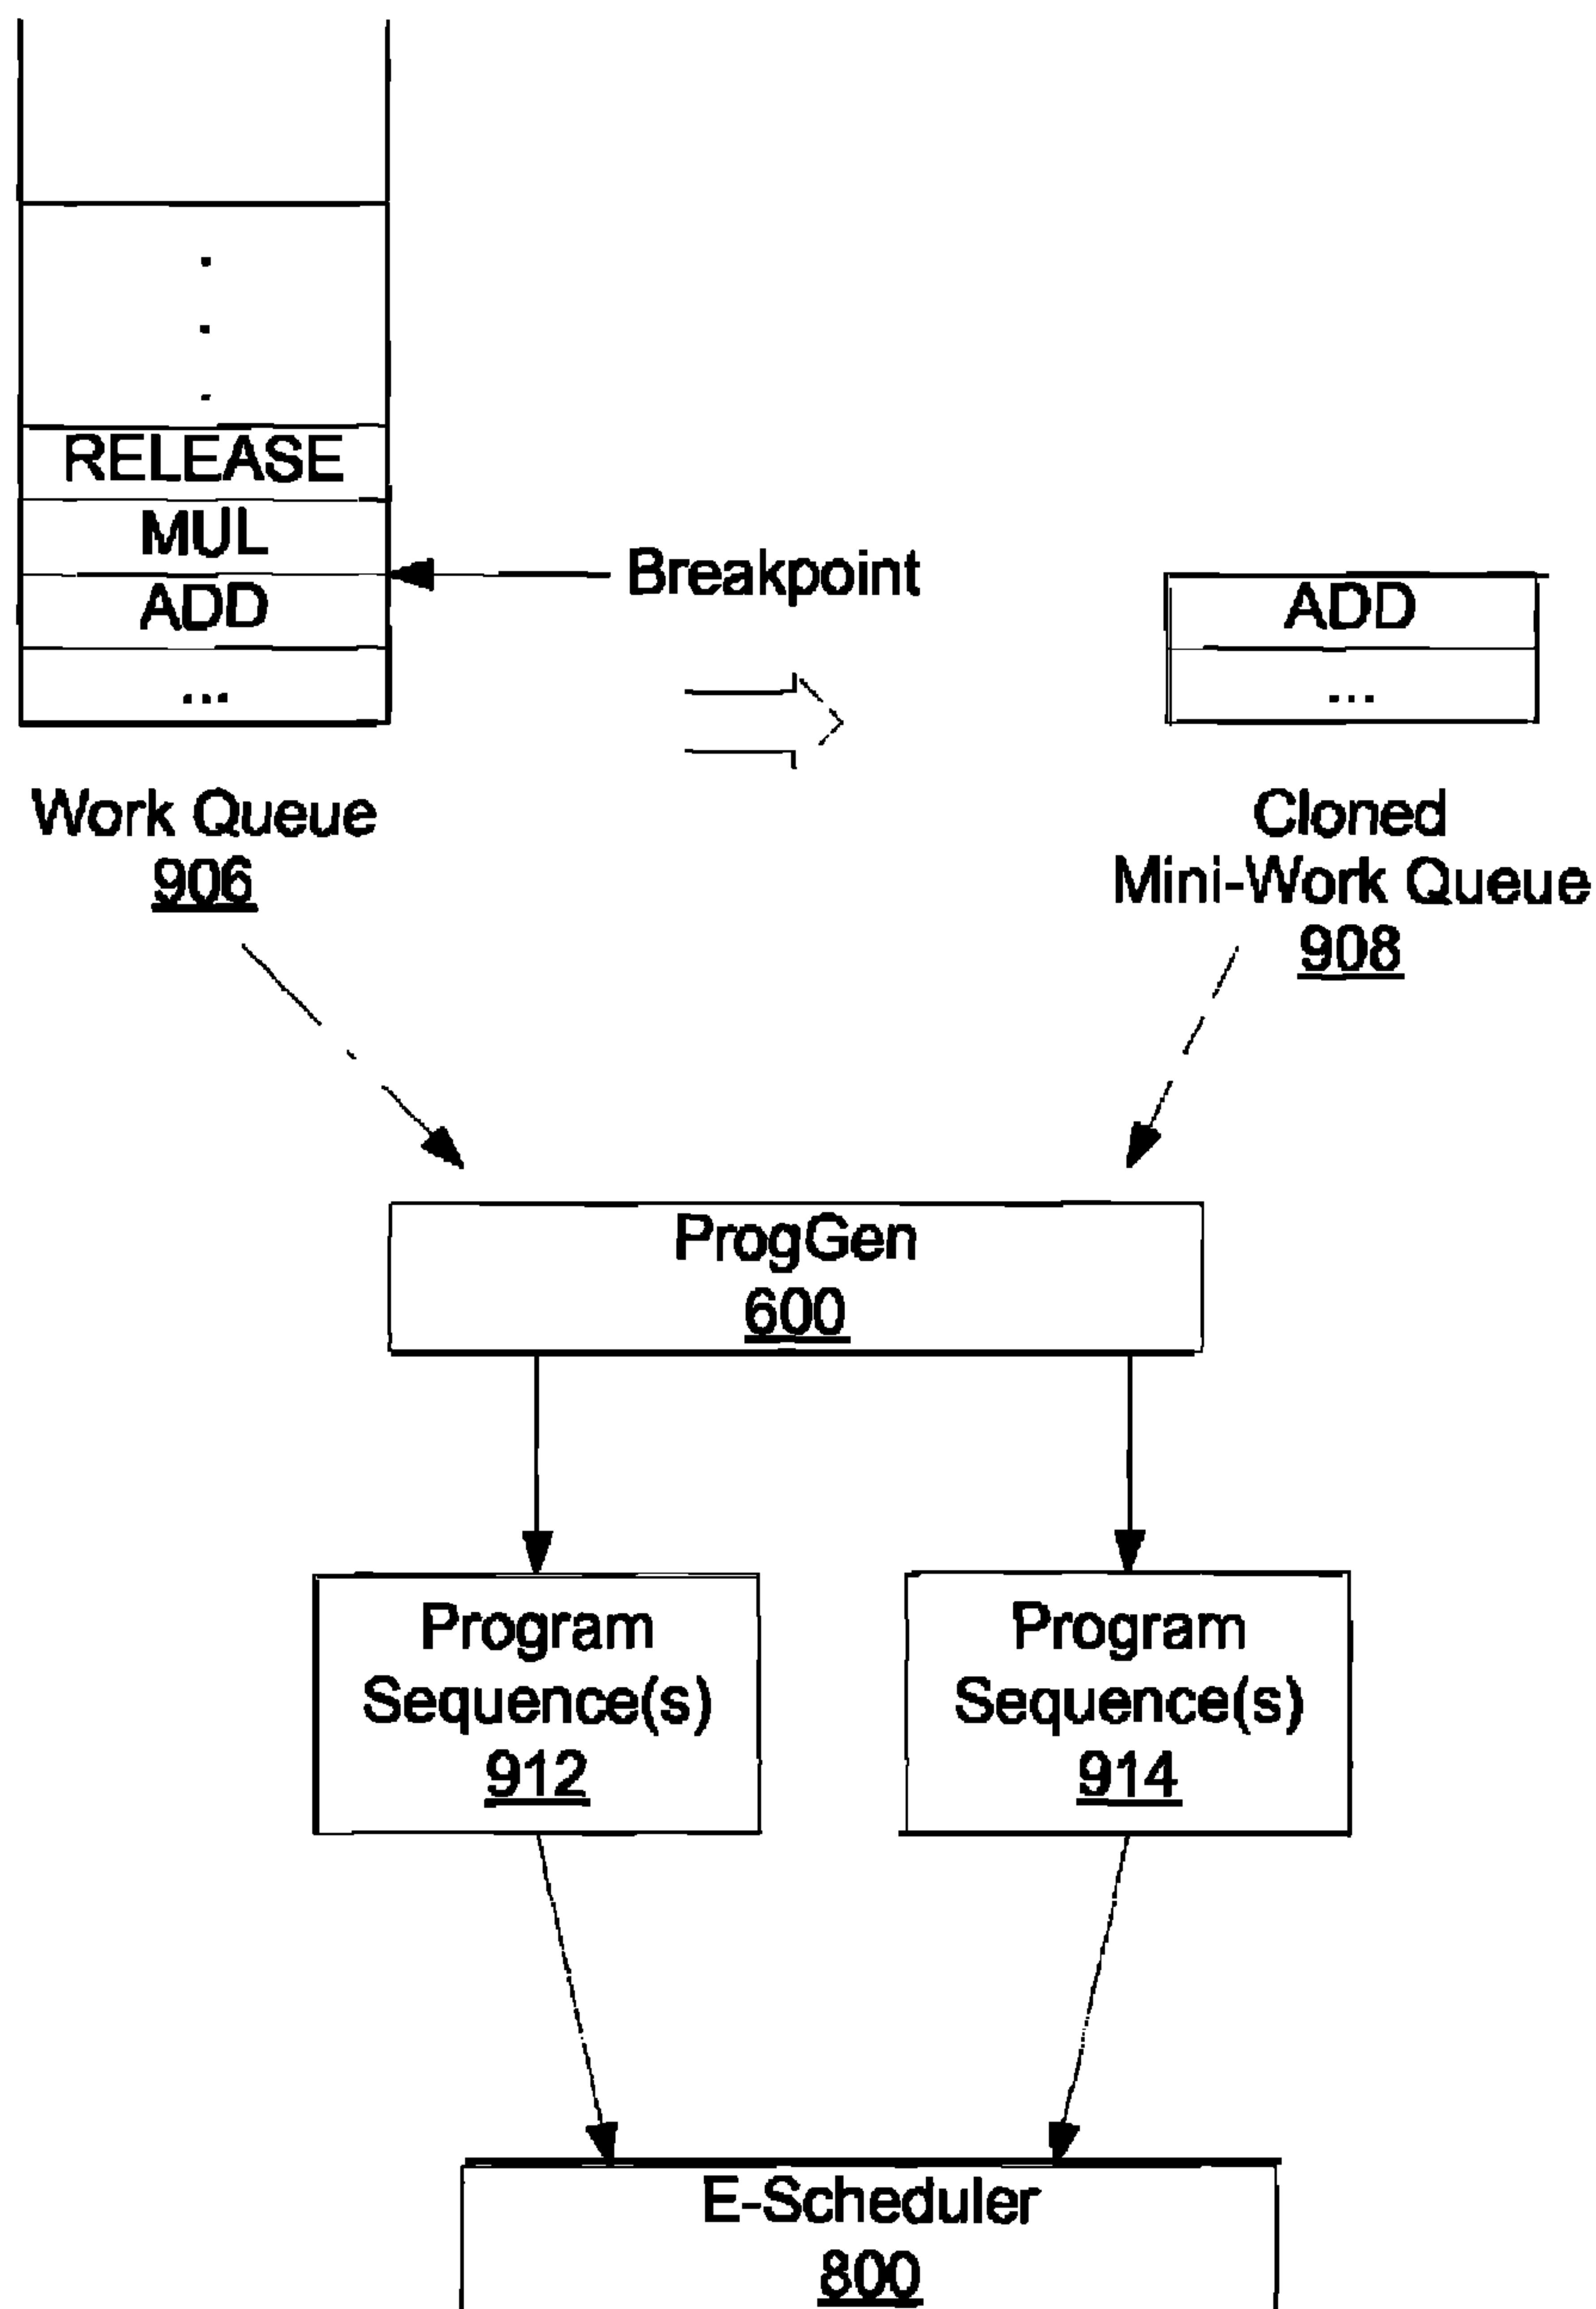 RELEASE
MUL
Breakpoint
ADD
...
ADD
...
Work Queue
906
Cloned
Mini-Work Queue
908
ProgGen
600
Program
Sequence(s)
912
Program
Sequence(s)
914
E-Scheduler
800